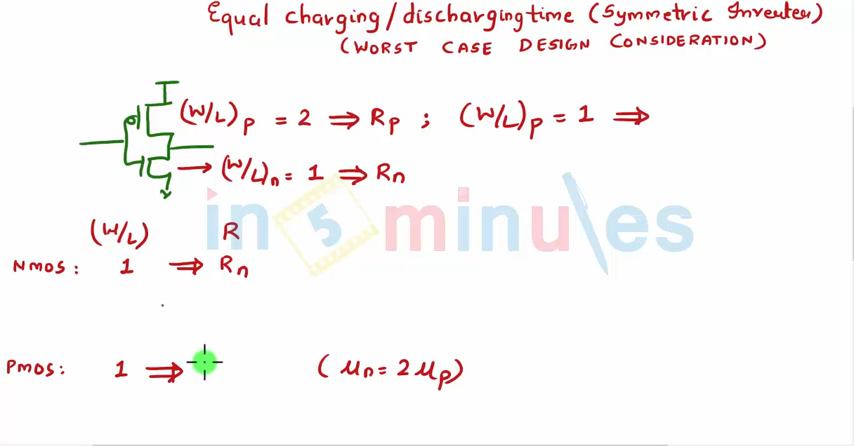 Equal charging/discharging time (Symmetric Inverter)
(WORST CASE DESIGN CONSIDERATION)
(W/L)p = 2 ⇒ Rp ; (W/L)p = 1 ⇒
→ (W/L)n = 1 ⇒ Rn
in 5 minutes
(W/L) R
NMOS: 1 ⇒ Rn
PMOS: 1 ⇒ (μn = 2μp)